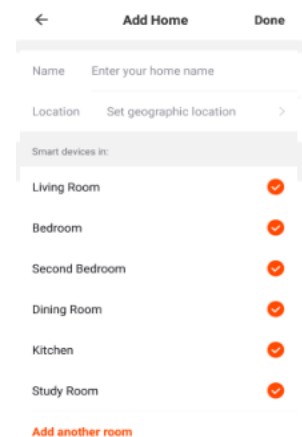 Add Home Done
Name Enter your home name
Location Set geographic location
Smart devices in:
Living Room
Bedroom
Second Bedroom
Dining Room
Kitchen
Study Room
Add another room